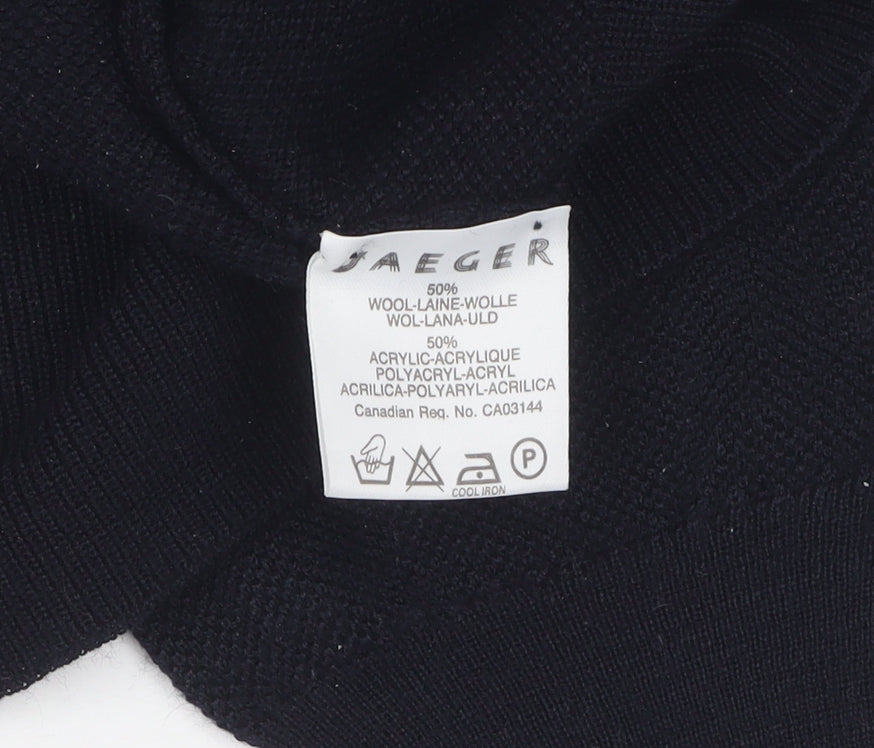 JAEGER
50%
WOOL-LAINE-WOLLE
WOL-LANA-ULD
50%
ACRYLIC-ACRYLIQUE
POLYACRYL-ACRYL
ACRILICA-POLYARYL-ACRILICA
Canadian Reg. No. CA03144
P
COOL IRON